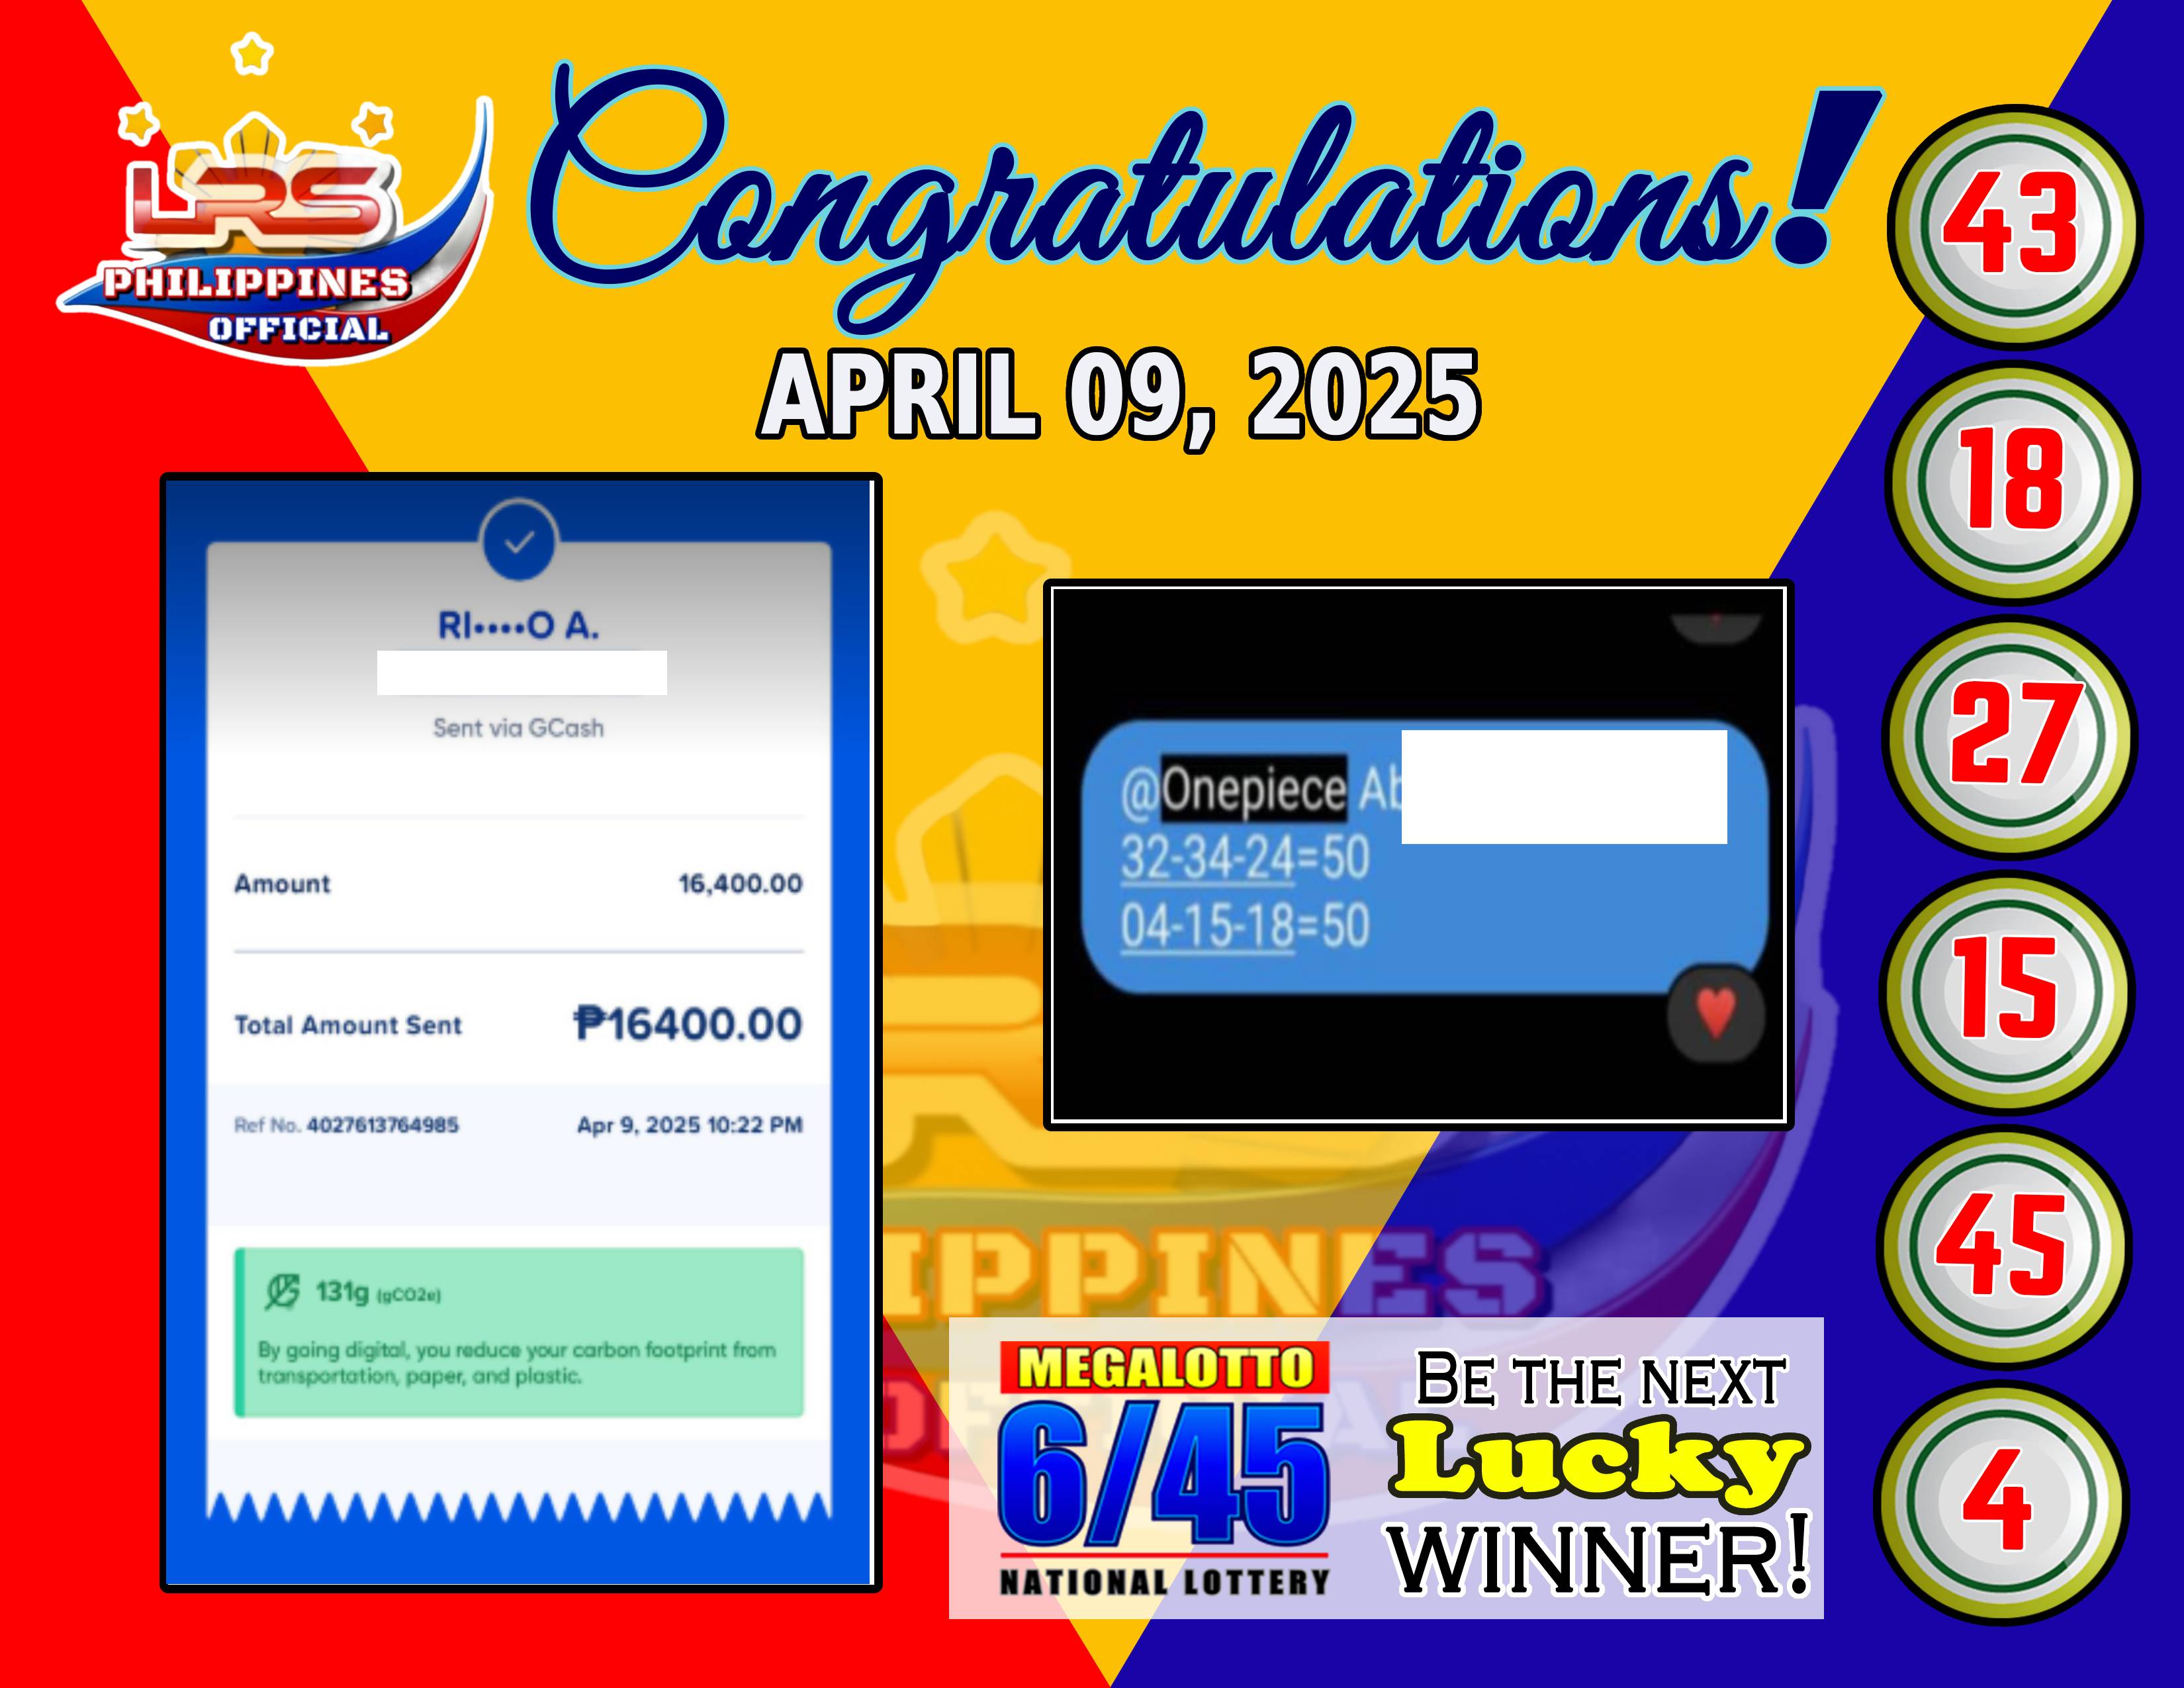 LRS
PHILIPPINES
OFFICIAL
Congratulations!
APRIL 09, 2025
RI••••O A.
Sent via GCash
Amount 16,400.00
Total Amount Sent ₱16400.00
Ref No. 4027613764985 Apr 9, 2025 10:22 PM
131g (gCO2e)
By going digital, you reduce your carbon footprint from
transportation, paper, and plastic.
@Onepiece Ab
32-34-24=50
04-15-18=50
IPPINES
MEGALOTTO
6/45
NATIONAL LOTTERY
BE THE NEXT
Lucky
WINNER!
43
18
27
15
45
4